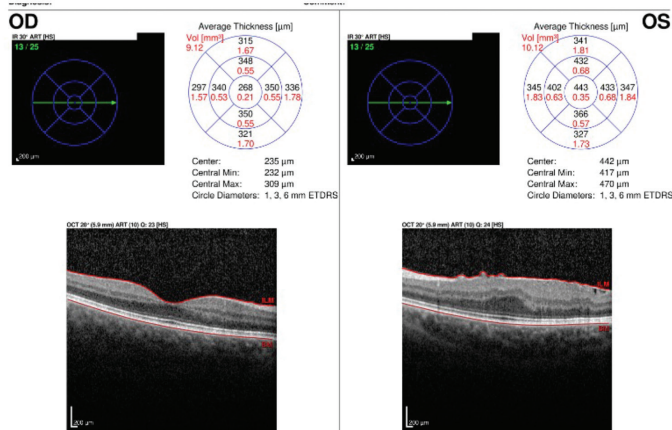 OD
IR 30° ART [HS]
13 / 25
200 µm
Average Thickness [µm]
Vol [mm³]
9.12
315
1.67
348
0.55
297 340 268 350 336
1.57 0.53 0.21 0.55 1.78
350
0.55
321
1.70
Center: 235 µm
Central Min: 232 µm
Central Max: 309 µm
Circle Diameters: 1, 3, 6 mm ETDRS
OCT 20° (5.9 mm) ART (10) Q: 23 [HS]
ILM
BM
200 µm
OS
IR 30° ART [HS]
13 / 25
200 µm
Average Thickness [µm]
Vol [mm³]
10.12
341
1.81
432
0.68
345 402 443 433 347
1.83 0.63 0.35 0.68 1.84
366
0.57
327
1.73
Center: 442 µm
Central Min: 417 µm
Central Max: 470 µm
Circle Diameters: 1, 3, 6 mm ETDRS
OCT 20° (5.9 mm) ART (10) Q: 24 [HS]
ILM
BM
200 µm